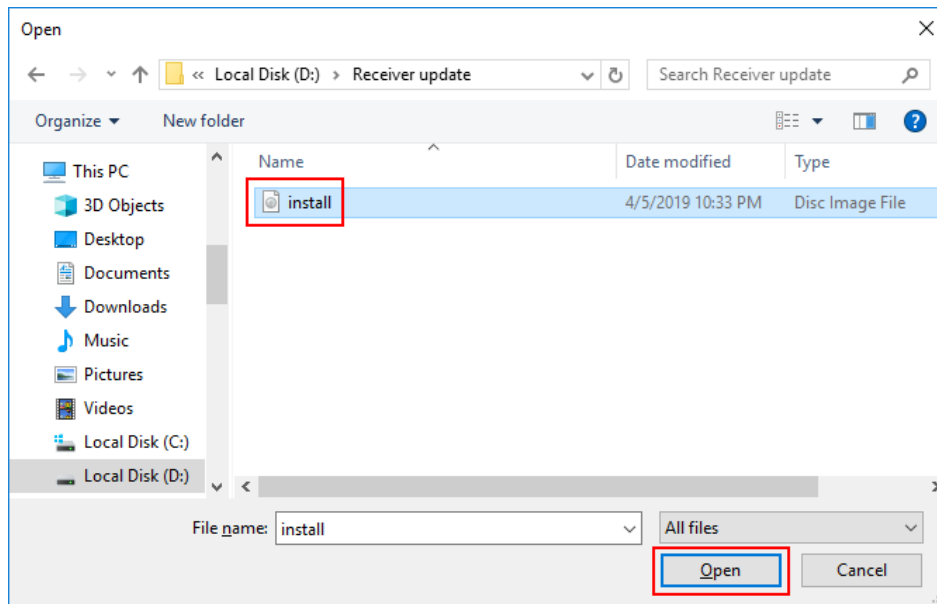 Open
« Local Disk (D:) › Receiver update
Search Receiver update
Organize
New folder
?
This PC
3D Objects
Desktop
Documents
Downloads
Music
Pictures
Videos
Local Disk (C:)
Local Disk (D:)
Name Date modified Type
install 4/5/2019 10:33 PM Disc Image File
File name: install
All files
Open
Cancel